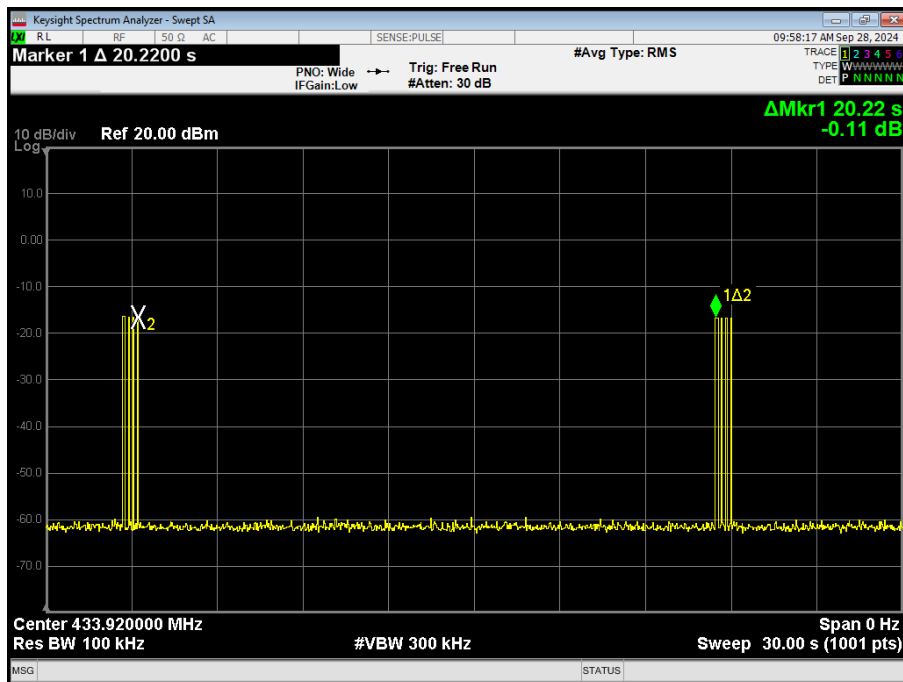 Keysight Spectrum Analyzer - Swept SA
LXI RL RF 50 Ω AC SENSE:PULSE 09:58:17 AM Sep 28, 2024
Marker 1 Δ 20.2200 s
#Avg Type: RMS
TRACE 1 2 3 4 5 6
TYPE WWWWWW
DET P N N N N N
PNO: Wide
IFGain:Low
Trig: Free Run
#Atten: 30 dB
ΔMkr1 20.22 s
-0.11 dB
10 dB/div Ref 20.00 dBm
Log
10.0
0.00
-10.0
1Δ2
2
-20.0
-30.0
-40.0
-50.0
-60.0
-70.0
Center 433.920000 MHz Span 0 Hz
Res BW 100 kHz #VBW 300 kHz Sweep 30.00 s (1001 pts)
MSG STATUS